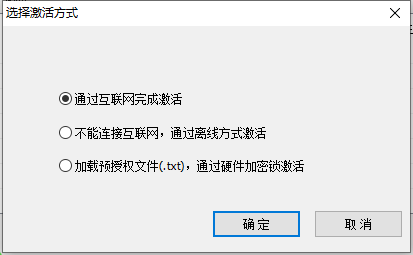 选择激活方式
通过互联网完成激活
不能连接互联网，通过离线方式激活
加载预授权文件(.txt)，通过硬件加密锁激活
确 定
取 消